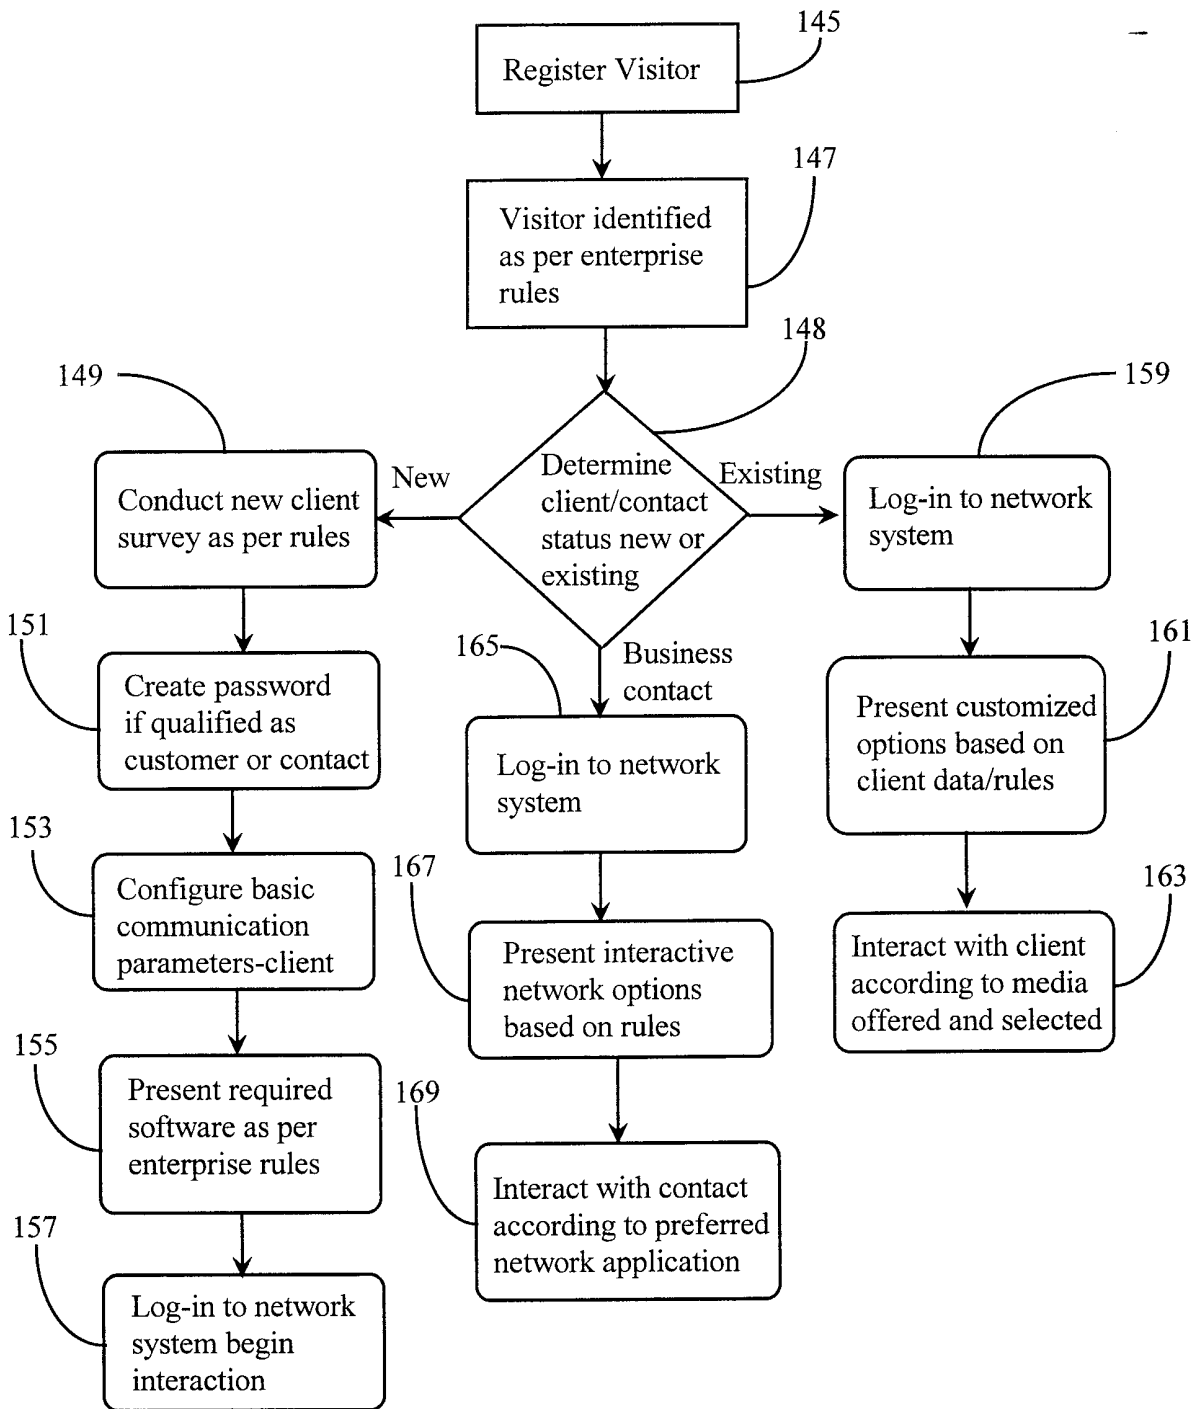 145
Register Visitor
147
Visitor identified
as per enterprise
rules
148
149
159
New
Determine
client/contact
status new or
existing
Existing
Conduct new client
survey as per rules
Log-in to network
system
151
Create password
if qualified as
customer or contact
165
Business
contact
161
Present customized
options based on
client data/rules
Log-in to network
system
153
Configure basic
communication
parameters-client
167
Present interactive
network options
based on rules
163
Interact with client
according to media
offered and selected
155
Present required
software as per
enterprise rules
169
Interact with contact
according to preferred
network application
157
Log-in to network
system begin
interaction